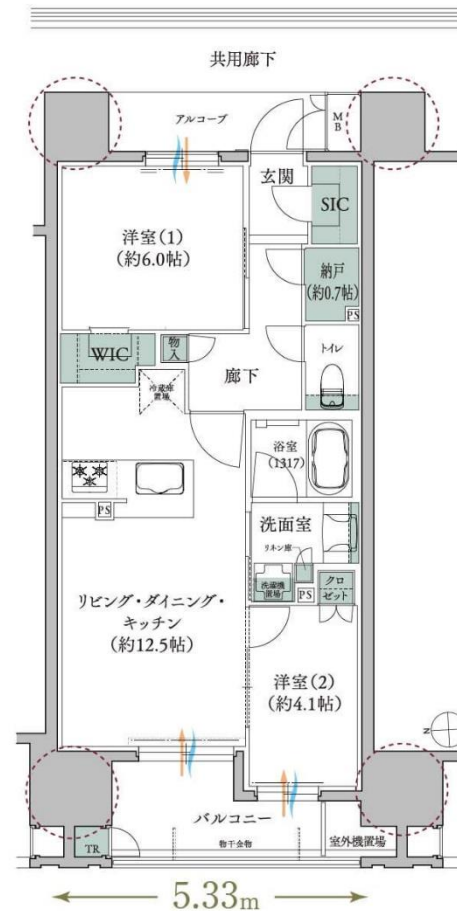 共用廊下
アルコーブ
MB
玄関
SIC
洋室(1)
(約6.0帖)
納戸
(約0.7帖)
PS
トイレ
WIC
物入
冷蔵庫
置場
廊下
浴室
(1317)
PS
洗面室
リネン庫
洗濯機
置場
PS
クロ
ゼット
リビング・ダイニング・
キッチン
(約12.5帖)
洋室(2)
(約4.1帖)
N
バルコニー
物干金物
室外機置場
TR
5.33m